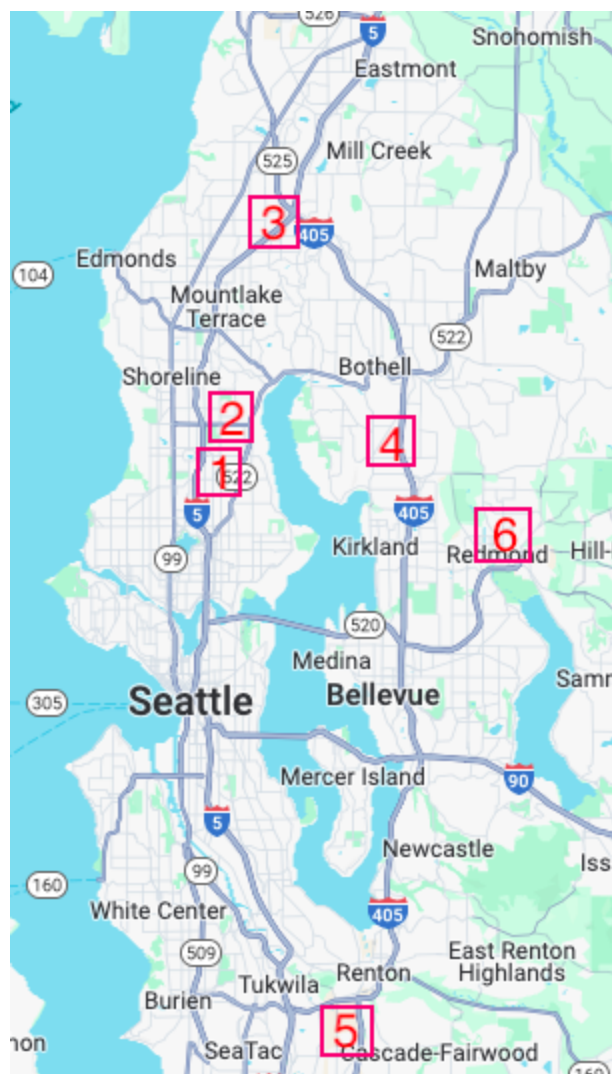 526
5
Snohomish
Eastmont
Mill Creek
525
3
405
Edmonds
104
Maltby
Mountlake
Terrace
522
Bothell
Shoreline
2
4
1
522
5
405
6
Kirkland
Redmond
Hill-
99
520
Medina
Samm
Seattle
Bellevue
305
Mercer Island
90
5
Newcastle
Iss
99
160
405
White Center
East Renton
Highlands
509
Renton
Tukwila
Burien
5
non
SeaTac
Cascade-Fairwood
169